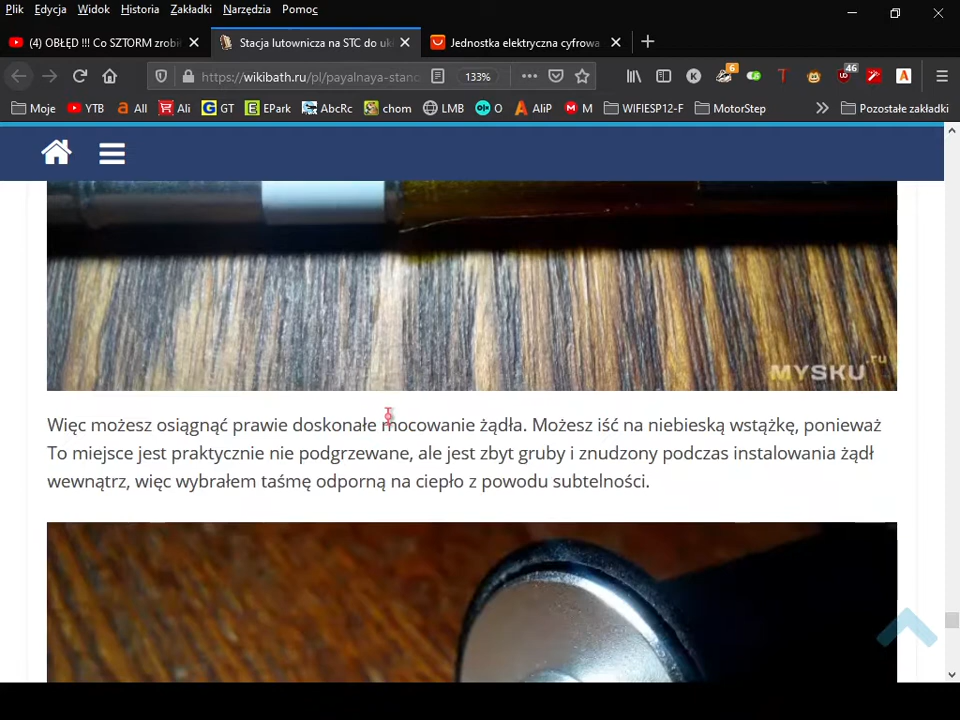 Plik Edycja Widok Historia Zakładki Narzędzia Pomoc
(4) OBŁĘD !!! Co SZTORM zrobi Stacja lutownicza na STC do uk Jednostka elektryczna cyfrowa
https://wikibath.ru/pl/payalnaya-stanc 133% 6 46
Moje YTB All Ali GT EPark AbcRc chom LMB O AliP M WIFIESP12-F MotorStep Pozostałe zakładki
MYSKU.ru
Więc możesz osiągnąć prawie doskonałe mocowanie żądła. Możesz iść na niebieską wstążkę, ponieważ
To miejsce jest praktycznie nie podgrzewane, ale jest zbyt gruby i znudzony podczas instalowania żądł
wewnątrz, więc wybrałem taśmę odporną na ciepło z powodu subtelności.